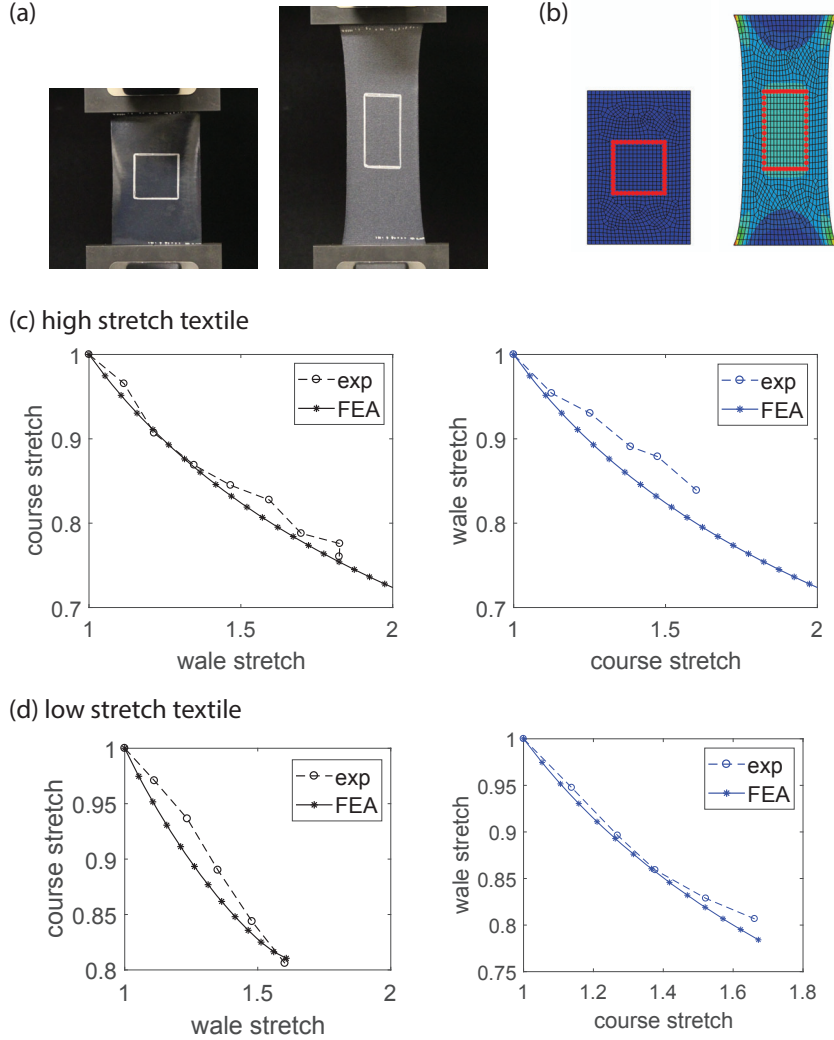 (a)
(b)
(c) high stretch textile
1
0.9
0.8
0.7
course stretch
1
1.5
2
wale stretch
exp
FEA
1
0.9
0.8
0.7
wale stretch
1
1.5
2
course stretch
exp
FEA
(d) low stretch textile
1
0.95
0.9
0.85
0.8
course stretch
1
1.5
2
wale stretch
exp
FEA
1
0.95
0.9
0.85
0.8
0.75
wale stretch
1
1.2
1.4
1.6
1.8
course stretch
exp
FEA